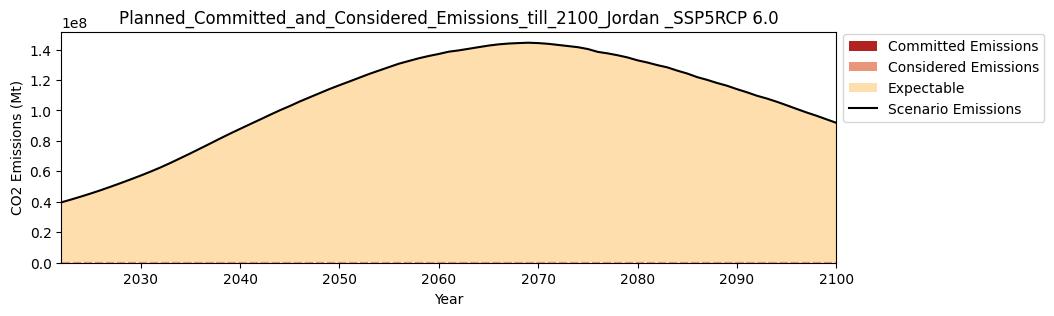 Planned_Committed_and_Considered_Emissions_till_2100_Jordan _SSP5RCP 6.0
1e8
1.4
1.2
1.0
0.8
0.6
0.4
0.2
0.0
CO2 Emissions (Mt)
2030 2040 2050 2060 2070 2080 2090 2100
Year
Committed Emissions
Considered Emissions
Expectable
Scenario Emissions